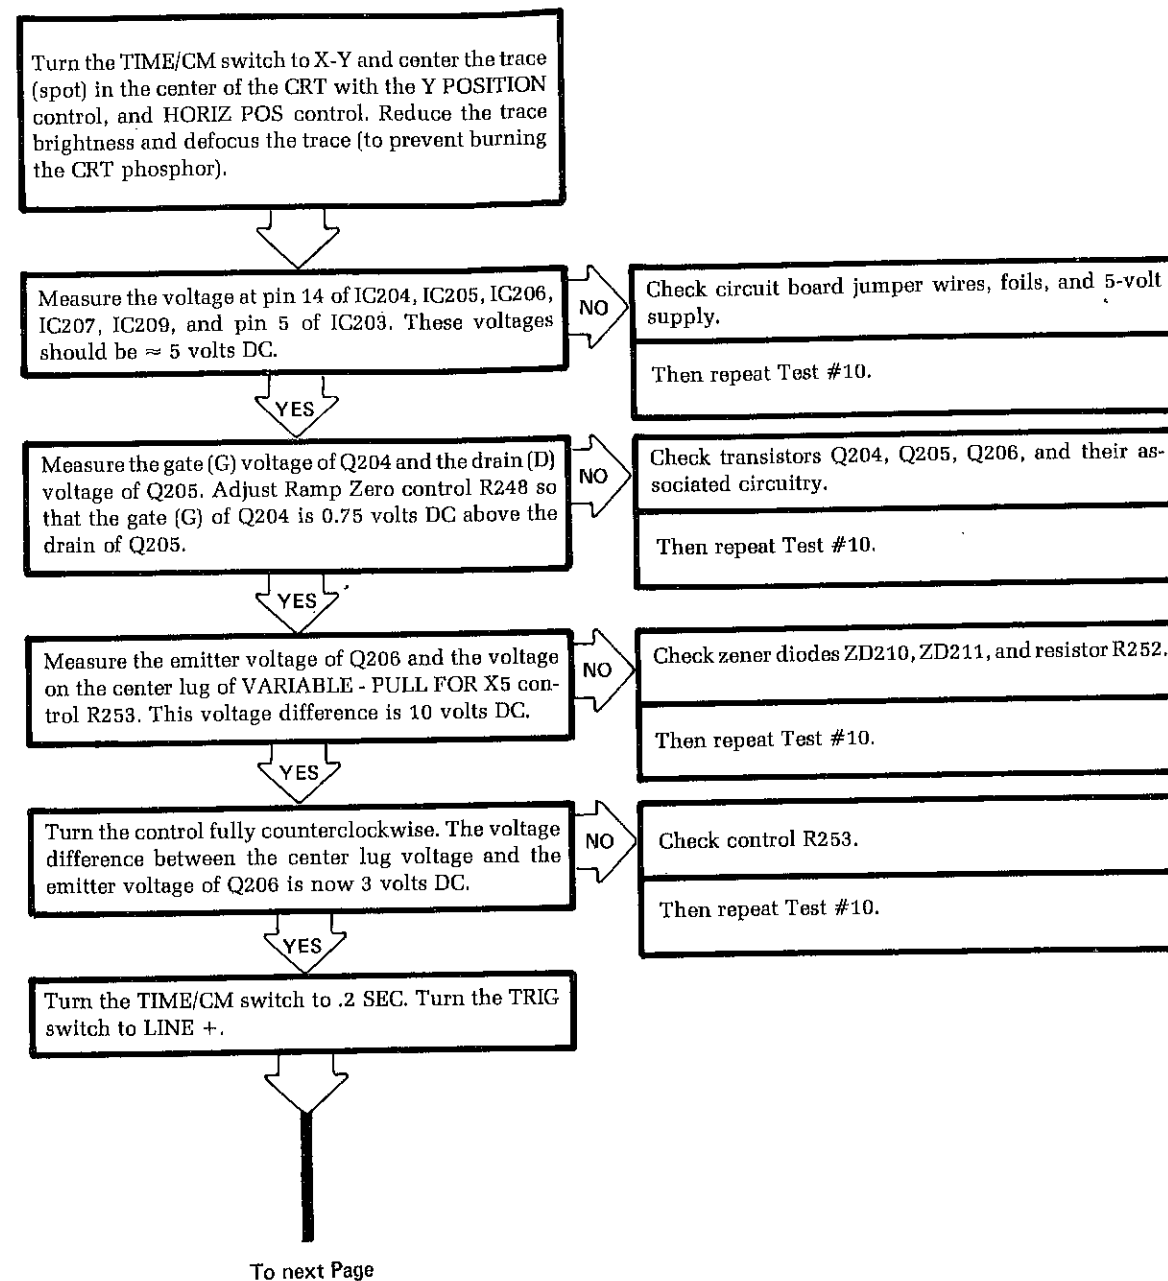 Turn the TIME/CM switch to X-Y and center the trace
(spot) in the center of the CRT with the Y POSITION
control, and HORIZ POS control. Reduce the trace
brightness and defocus the trace (to prevent burning
the CRT phosphor).
Measure the voltage at pin 14 of IC204, IC205, IC206,
IC207, IC209, and pin 5 of IC203. These voltages
should be ≈ 5 volts DC.
NO
Check circuit board jumper wires, foils, and 5-volt
supply.
Then repeat Test #10.
YES
Measure the gate (G) voltage of Q204 and the drain (D)
voltage of Q205. Adjust Ramp Zero control R248 so
that the gate (G) of Q204 is 0.75 volts DC above the
drain of Q205.
NO
Check transistors Q204, Q205, Q206, and their as-
sociated circuitry.
Then repeat Test #10.
YES
Measure the emitter voltage of Q206 and the voltage
on the center lug of VARIABLE - PULL FOR X5 con-
trol R253. This voltage difference is 10 volts DC.
NO
Check zener diodes ZD210, ZD211, and resistor R252.
Then repeat Test #10.
YES
Turn the control fully counterclockwise. The voltage
difference between the center lug voltage and the
emitter voltage of Q206 is now 3 volts DC.
NO
Check control R253.
Then repeat Test #10.
YES
Turn the TIME/CM switch to .2 SEC. Turn the TRIG
switch to LINE +.
To next Page